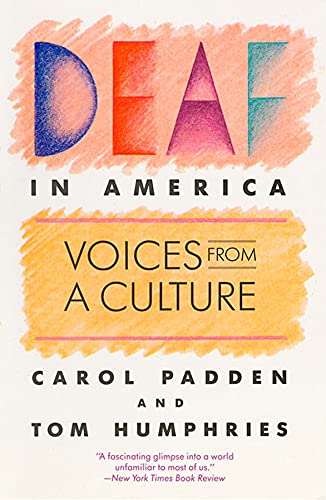 DEAF
IN AMERICA
VOICES FROM
A CULTURE
CAROL PADDEN
AND
TOM HUMPHRIES
"A fascinating glimpse into a world
unfamiliar to most of us."
New York Times Book Review